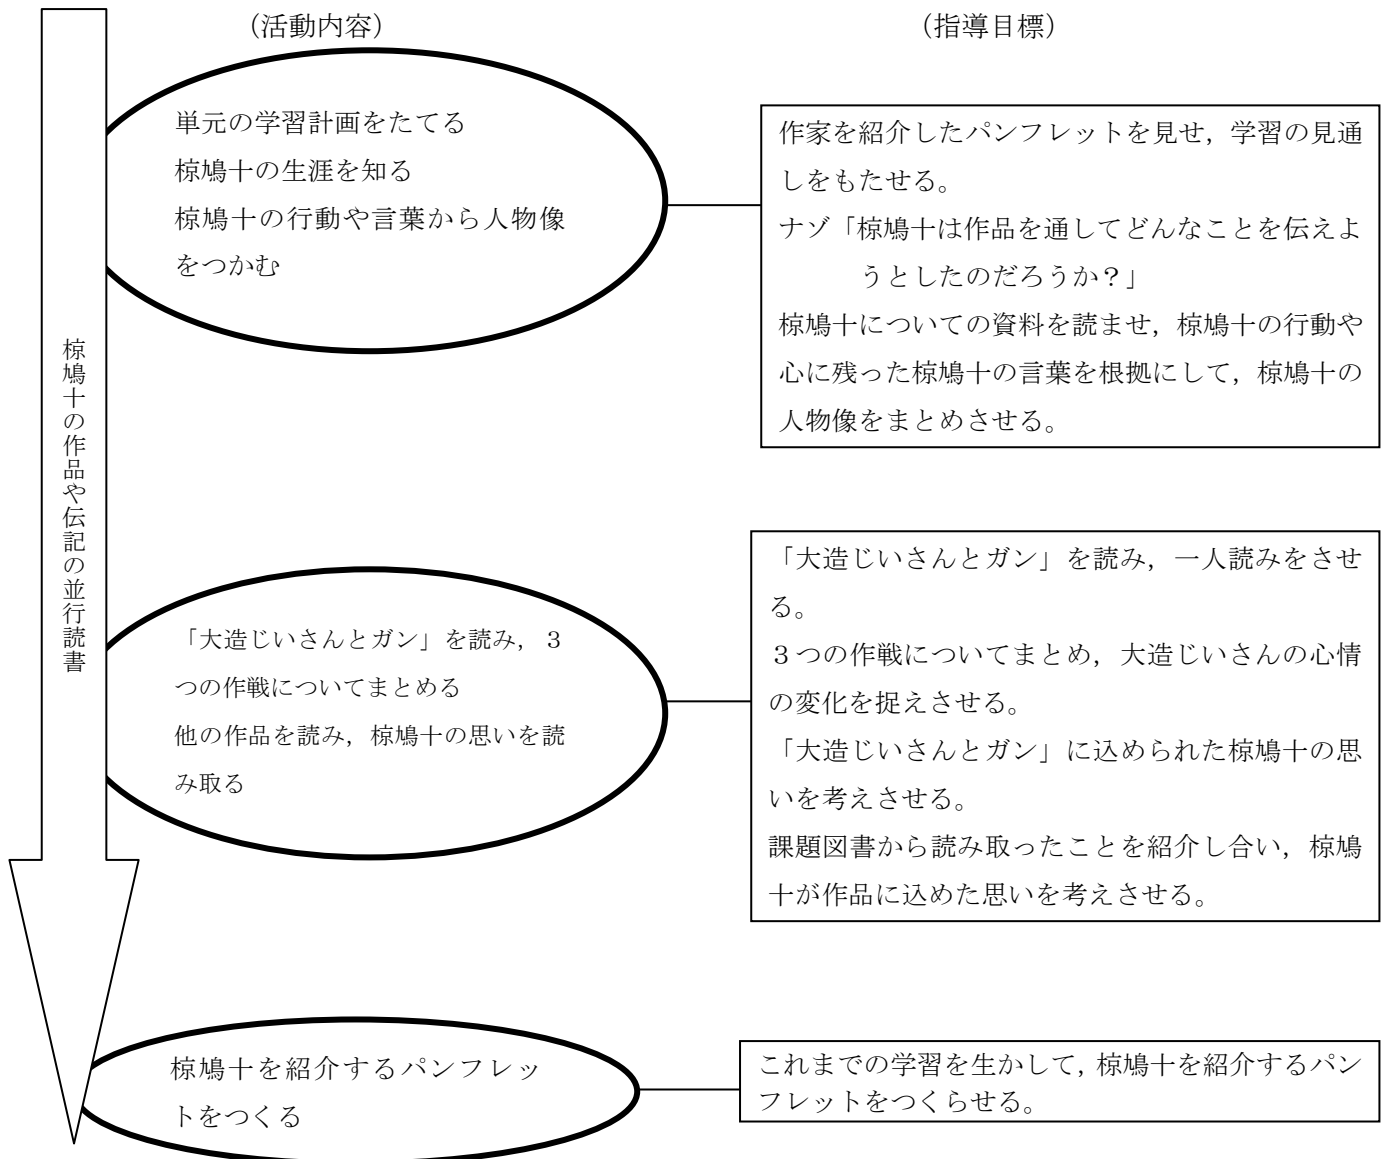 （活動内容）
（指導目標）
椋鳩十の作品や伝記の並行読書
単元の学習計画をたてる
椋鳩十の生涯を知る
椋鳩十の行動や言葉から人物像
をつかむ
作家を紹介したパンフレットを見せ，学習の見通
しをもたせる。
ナゾ「椋鳩十は作品を通してどんなことを伝えよ
うとしたのだろうか？」
椋鳩十についての資料を読ませ，椋鳩十の行動や
心に残った椋鳩十の言葉を根拠にして，椋鳩十の
人物像をまとめさせる。
「大造じいさんとガン」を読み，３
つの作戦についてまとめる
他の作品を読み，椋鳩十の思いを読
み取る
「大造じいさんとガン」を読み，一人読みをさせ
る。
３つの作戦についてまとめ，大造じいさんの心情
の変化を捉えさせる。
「大造じいさんとガン」に込められた椋鳩十の思
いを考えさせる。
課題図書から読み取ったことを紹介し合い，椋鳩
十が作品に込めた思いを考えさせる。
椋鳩十を紹介するパンフレッ
トをつくる
これまでの学習を生かして，椋鳩十を紹介するパン
フレットをつくらせる。